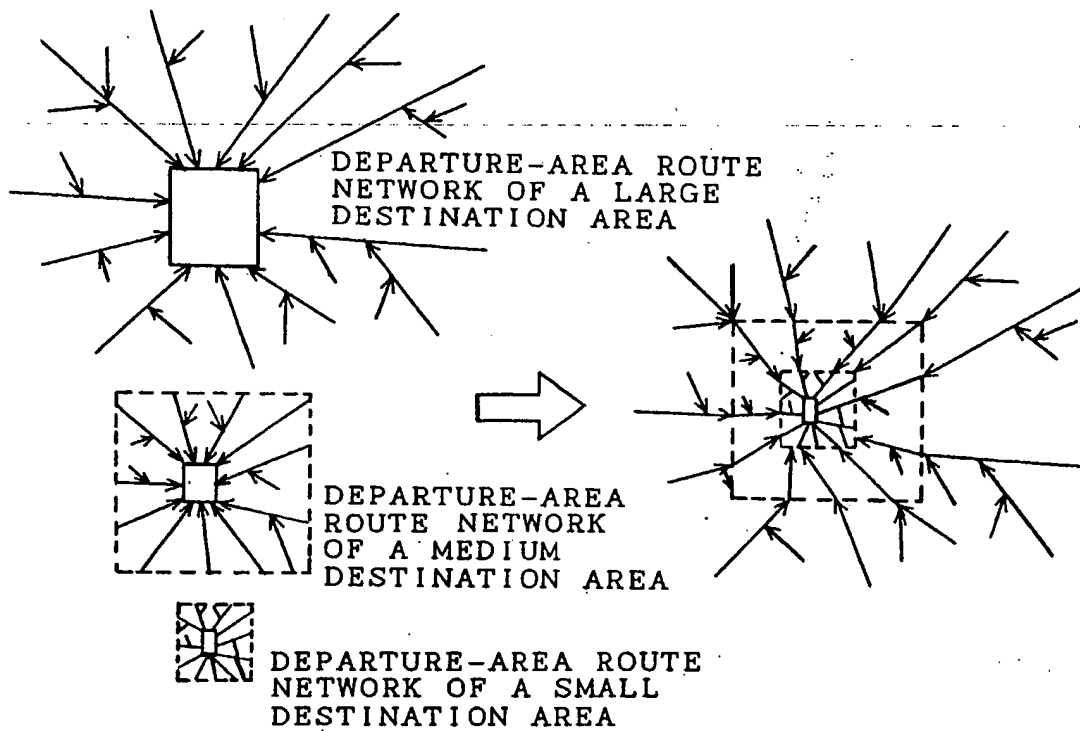 DEPARTURE-AREA ROUTE
NETWORK OF A LARGE
DESTINATION AREA
DEPARTURE-AREA
ROUTE NETWORK
OF A MEDIUM
DESTINATION AREA
DEPARTURE-AREA ROUTE
NETWORK OF A SMALL
DESTINATION AREA